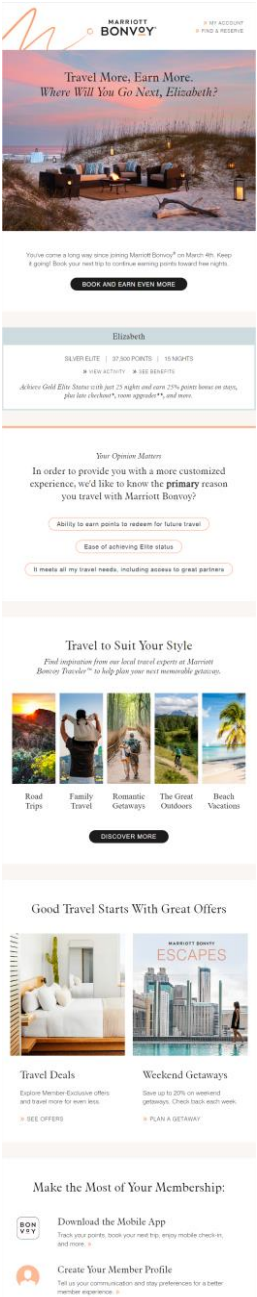 MARRIOTT
BONVOY™
» MY ACCOUNT
» FIND & RESERVE
Travel More, Earn More.
Where Will You Go Next, Elizabeth?
You've come a long way since joining Marriott Bonvoy® on March 4th. Keep
it going! Book your next trip to continue earning points toward free nights.
BOOK AND EARN EVEN MORE
Elizabeth
SILVER ELITE | 37,500 POINTS | 15 NIGHTS
» VIEW ACTIVITY » SEE BENEFITS
Achieve Gold Elite Status with just 25 nights and earn 25% points bonus on stays,
plus late checkout*, room upgrades**, and more.
Your Opinion Matters
In order to provide you with a more customized
experience, we'd like to know the primary reason
you travel with Marriott Bonvoy?
Ability to earn points to redeem for future travel
Ease of achieving Elite status
It meets all my travel needs, including access to great partners
Travel to Suit Your Style
Find inspiration from our local travel experts at Marriott
Bonvoy Traveler™ to help plan your next memorable getaway.
Road
Trips
Family
Travel
Romantic
Getaways
The Great
Outdoors
Beach
Vacations
DISCOVER MORE
Good Travel Starts With Great Offers
MARRIOTT BONVOY
ESCAPES
Travel Deals
Explore Member-Exclusive offers
and travel more for even less.
» SEE OFFERS
Weekend Getaways
Save up to 20% on weekend
getaways. Check back each week.
» PLAN A GETAWAY
Make the Most of Your Membership:
BON
VOY
Download the Mobile App
Track your points, book your next trip, enjoy mobile check-in,
and more. »
Create Your Member Profile
Tell us your communication and stay preferences for a better
member experience. »